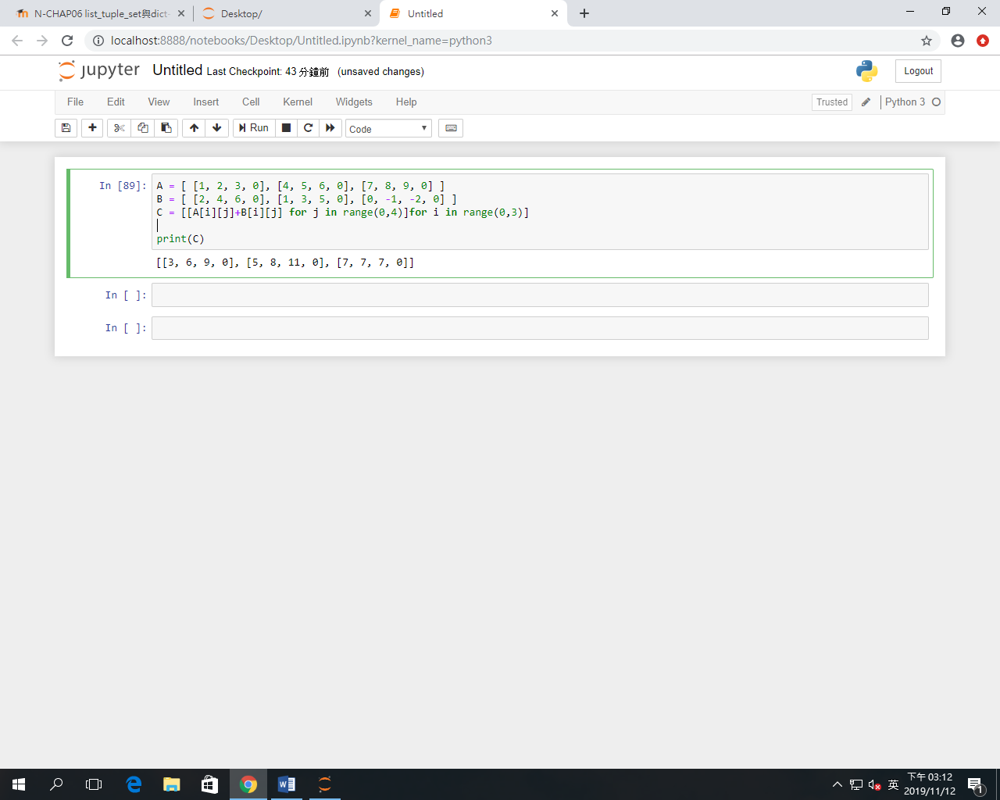 N-CHAP06 list_tuple_set與dict-
Desktop/
Untitled
localhost:8888/notebooks/Desktop/Untitled.ipynb?kernel_name=python3
jupyter Untitled Last Checkpoint: 43 分鐘前 (unsaved changes)
Logout
File Edit View Insert Cell Kernel Widgets Help
Trusted Python 3
Run Code
In [89]:
A = [ [1, 2, 3, 0], [4, 5, 6, 0], [7, 8, 9, 0] ]
B = [ [2, 4, 6, 0], [1, 3, 5, 0], [0, -1, -2, 0] ]
C = [[A[i][j]+B[i][j] for j in range(0,4)]for i in range(0,3)]
print(C)
[[3, 6, 9, 0], [5, 8, 11, 0], [7, 7, 7, 0]]
In [ ]:
In [ ]:
英
下午 03:12
2019/11/12
1